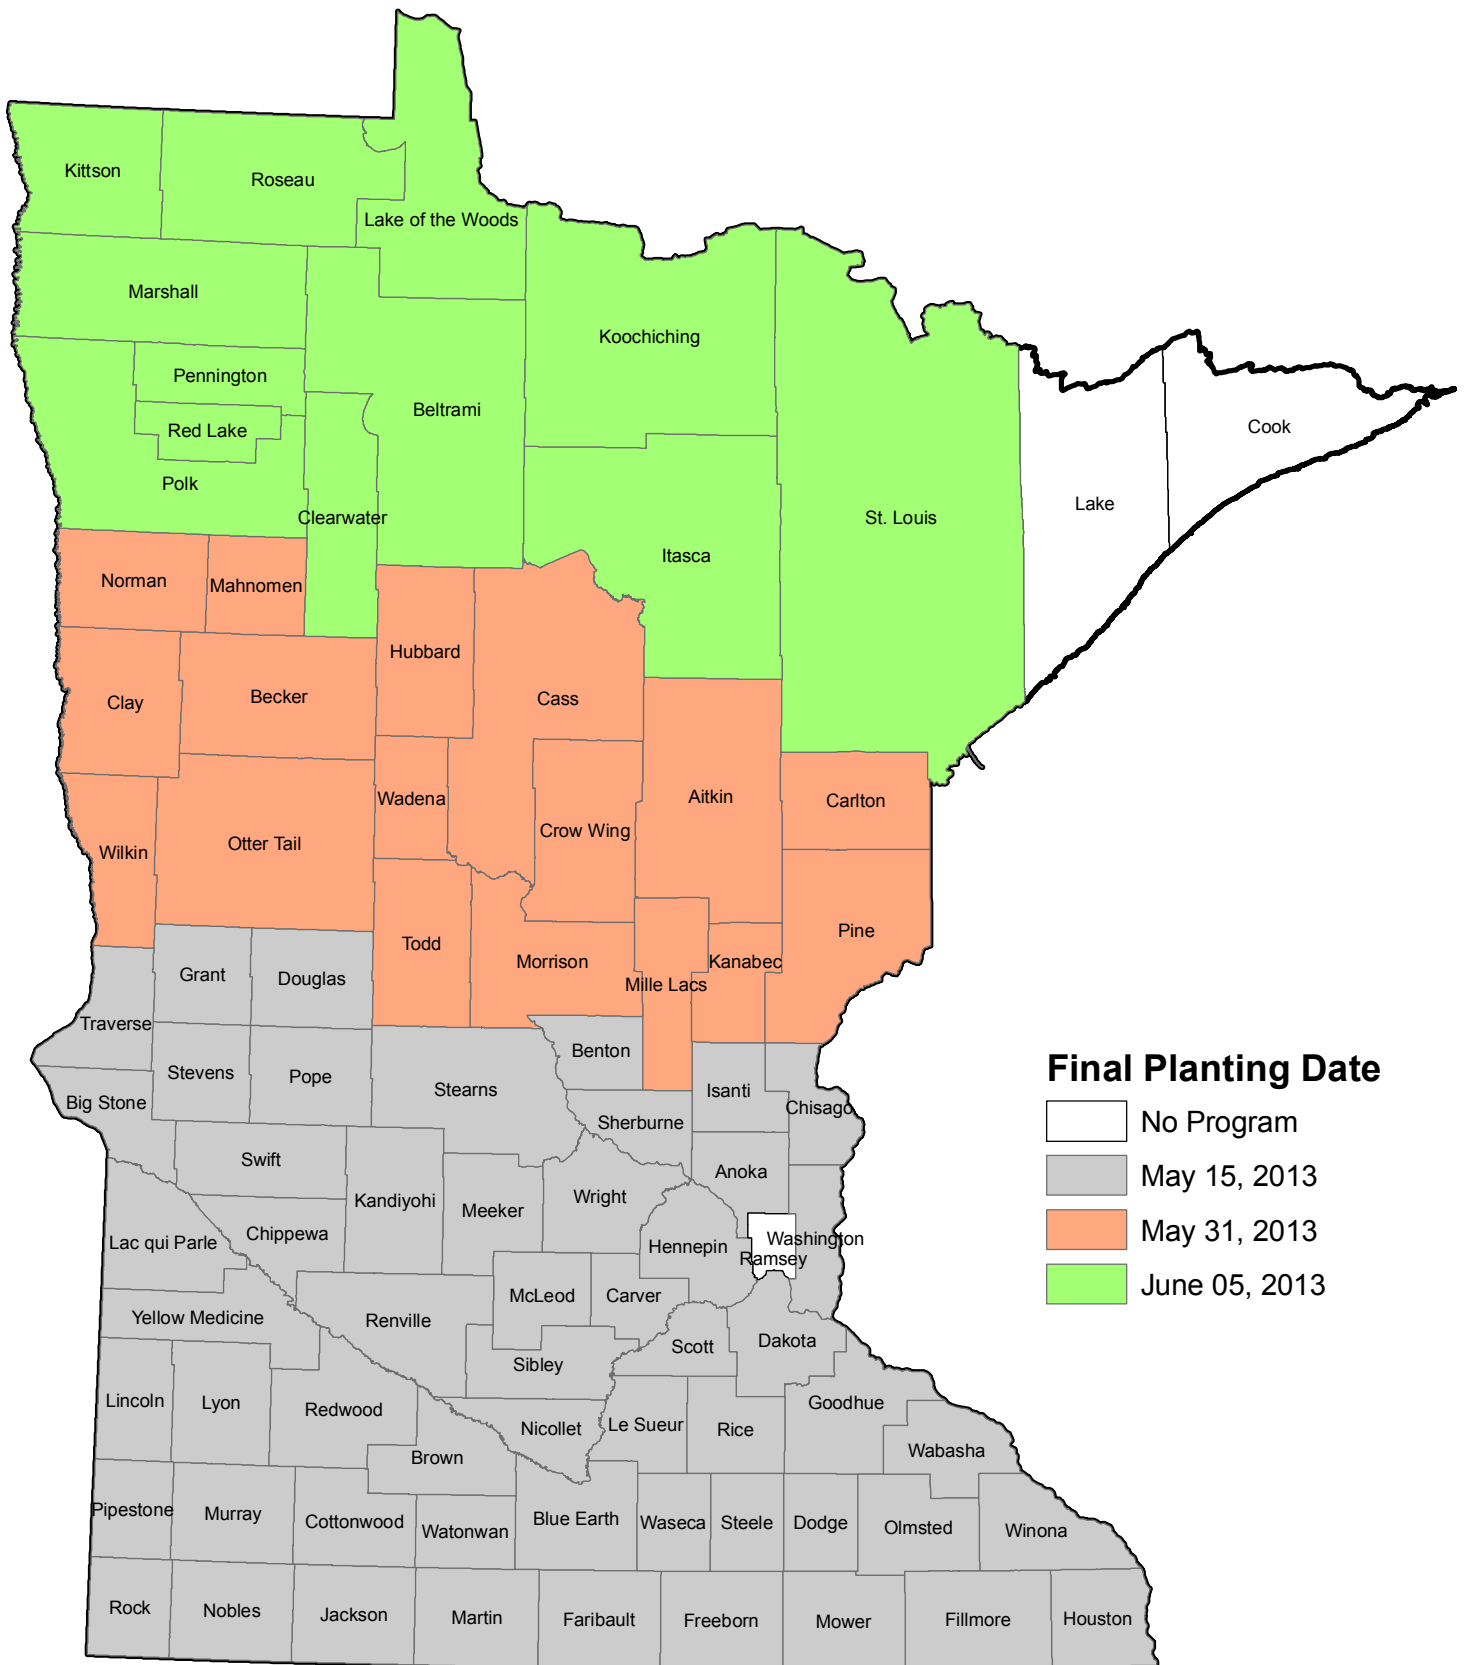 Kittson
Roseau
Lake of the Woods
Marshall
Koochiching
Pennington
Beltrami
Red Lake
Cook
Polk
Lake
Clearwater
St. Louis
Itasca
Norman
Mahnomen
Hubbard
Becker
Cass
Clay
Aitkin
Wadena
Carlton
Crow Wing
Otter Tail
Wilkin
Pine
Todd
Morrison
Kanabec
Grant
Douglas
Mille Lacs
Traverse
Benton
Final Planting Date
Stevens
Pope
Stearns
Isanti
Big Stone
Chisago
Sherburne
No Program
Swift
Anoka
May 15, 2013
Kandiyohi
Wright
Meeker
Chippewa
May 31, 2013
Lac qui Parle
Hennepin
Washington
Ramsey
June 05, 2013
McLeod
Carver
Yellow Medicine
Renville
Dakota
Scott
Sibley
Lincoln
Lyon
Redwood
Goodhue
Nicollet
Le Sueur
Rice
Wabasha
Brown
Pipestone
Murray
Cottonwood
Watonwan
Blue Earth
Waseca
Steele
Dodge
Olmsted
Winona
Rock
Nobles
Jackson
Martin
Faribault
Freeborn
Mower
Fillmore
Houston